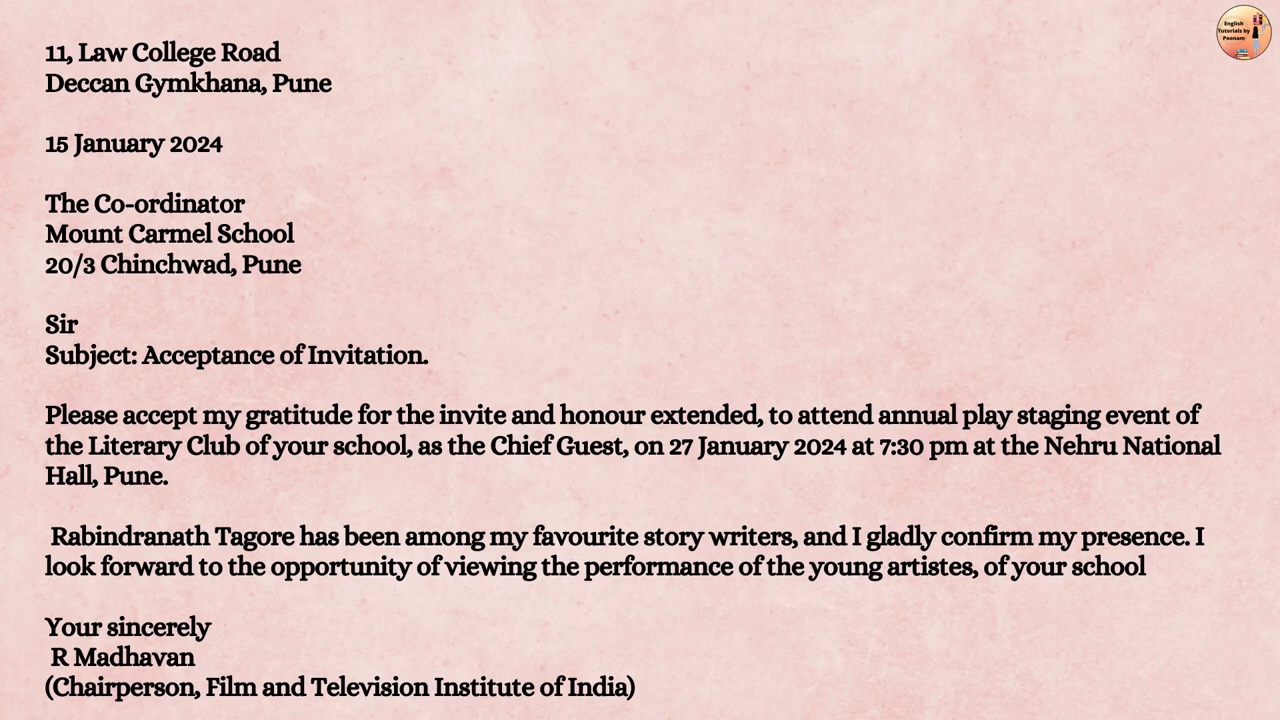 English
Tutorials by
Poonam
11, Law College Road
Deccan Gymkhana, Pune
15 January 2024
The Co-ordinator
Mount Carmel School
20/3 Chinchwad, Pune
Sir
Subject: Acceptance of Invitation.
Please accept my gratitude for the invite and honour extended, to attend annual play staging event of
the Literary Club of your school, as the Chief Guest, on 27 January 2024 at 7:30 pm at the Nehru National
Hall, Pune.
Rabindranath Tagore has been among my favourite story writers, and I gladly confirm my presence. I
look forward to the opportunity of viewing the performance of the young artistes, of your school
Your sincerely
R Madhavan
(Chairperson, Film and Television Institute of India)